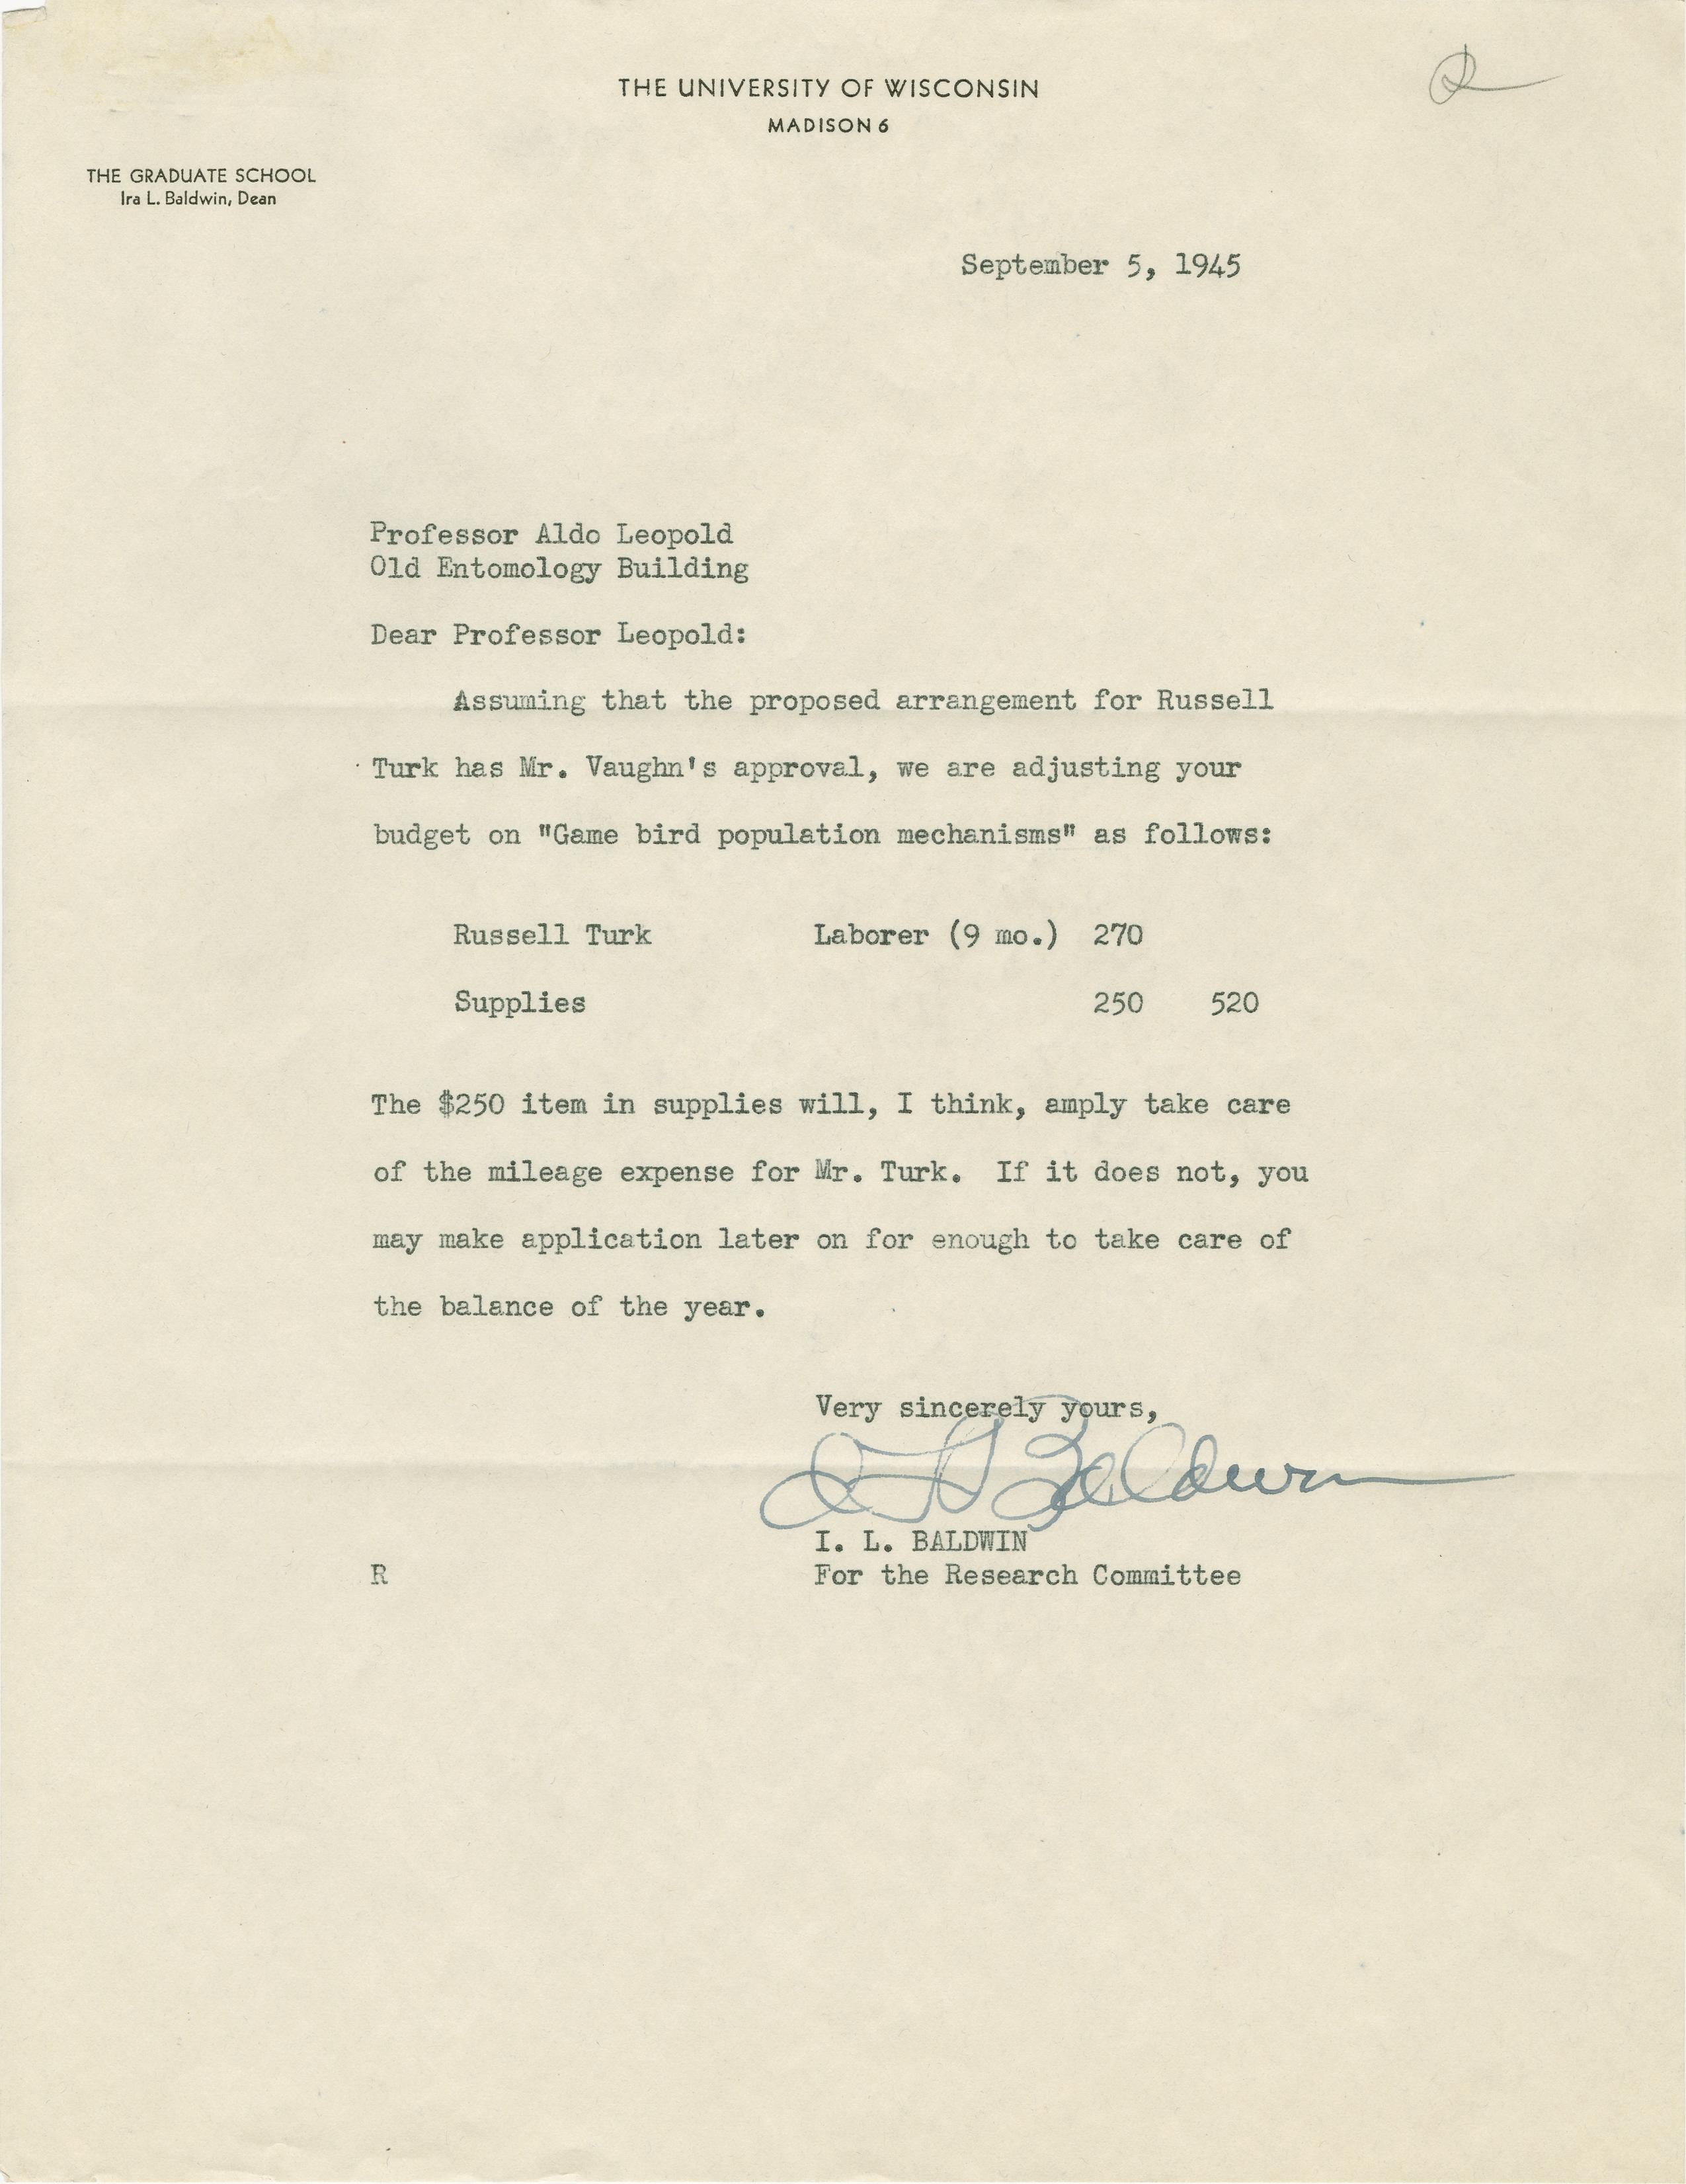 THE UNIVERSITY OF WISCONSIN
MADISON 6
THE GRADUATE SCHOOL
Ira L. Baldwin, Dean
September 5, 1945
Professor Aldo Leopold
Old Entomology Building
Dear Professor Leopold:
Assuming that the proposed arrangement for Russell
Turk has Mr. Vaughn's approval, we are adjusting your
budget on "Game bird population mechanisms" as follows:
Russell Turk Laborer (9 mo.) 270
Supplies 250 520
The $250 item in supplies will, I think, amply take care
of the mileage expense for Mr. Turk. If it does not, you
may make application later on for enough to take care of
the balance of the year.
Very sincerely yours,
I L Baldwin
I. L. BALDWIN
R For the Research Committee